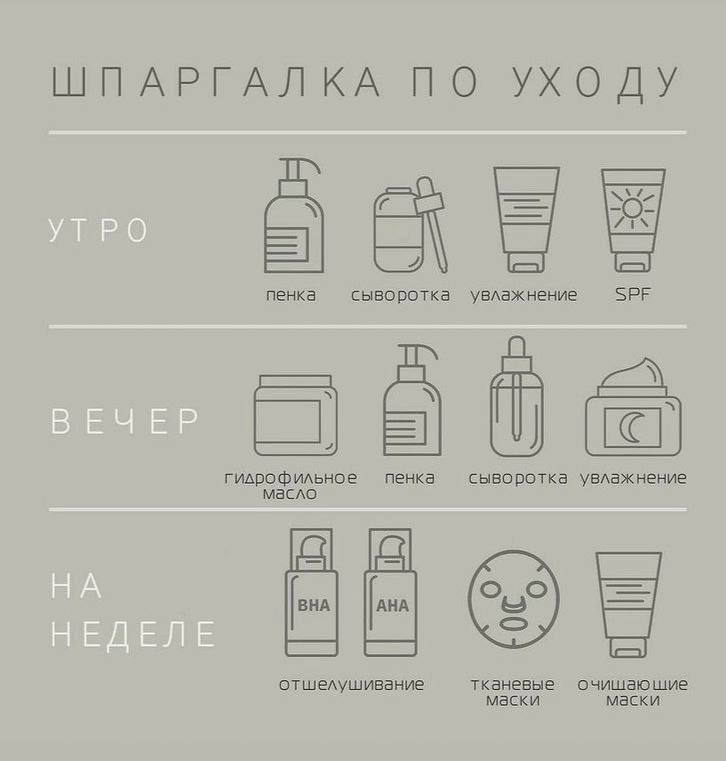 ШПАРГАЛКА ПО УХОДУ
УТРО
пенка
сыворотка
увлажнение
SPF
ВЕЧЕР
гидрофильное
масло
пенка
сыворотка
увлажнение
НА
НЕДЕЛЕ
BHA
AHA
отшелушивание
тканевые
маски
очищающие
маски